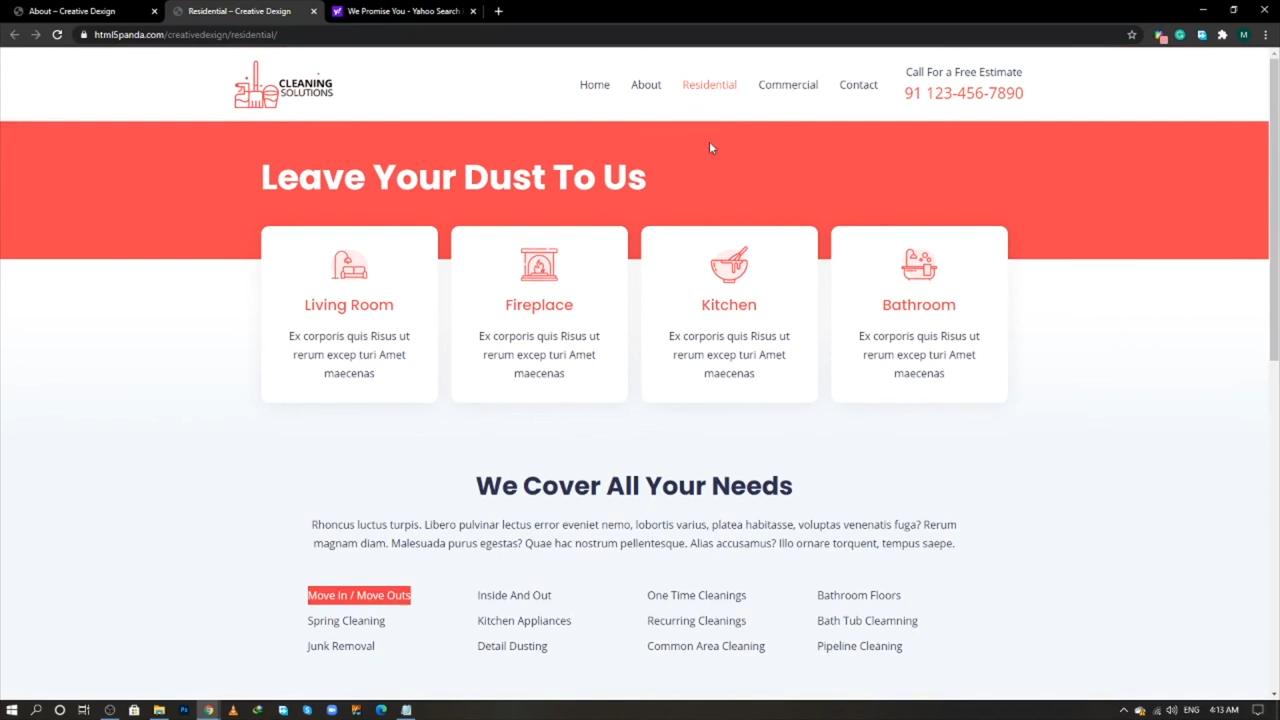 About – Creative Design
Residential – Creative Design
We Promise You - Yahoo Search
html5panda.com/creativedexign/residential/
M
CLEANING
SOLUTIONS
Home
About
Residential
Commercial
Contact
Call For a Free Estimate
91 123-456-7890
Leave Your Dust To Us
Living Room
Ex corporis quis Risus ut
rerum excep turi Amet
maecenas
Fireplace
Ex corporis quis Risus ut
rerum excep turi Amet
maecenas
Kitchen
Ex corporis quis Risus ut
rerum excep turi Amet
maecenas
Bathroom
Ex corporis quis Risus ut
rerum excep turi Amet
maecenas
We Cover All Your Needs
Rhoncus luctus turpis. Libero pulvinar lectus error eveniet nemo, lobortis varius, platea habitasse, voluptas venenatis fuga? Rerum
magnam diam. Malesuada purus egestas? Quae hac nostrum pellentesque. Alias accusamus? Illo ornare torquent, tempus saepe.
Move In / Move Outs
Spring Cleaning
Junk Removal
Inside And Out
Kitchen Appliances
Detail Dusting
One Time Cleanings
Recurring Cleanings
Common Area Cleaning
Bathroom Floors
Bath Tub Cleamning
Pipeline Cleaning
ENG
4:13 AM